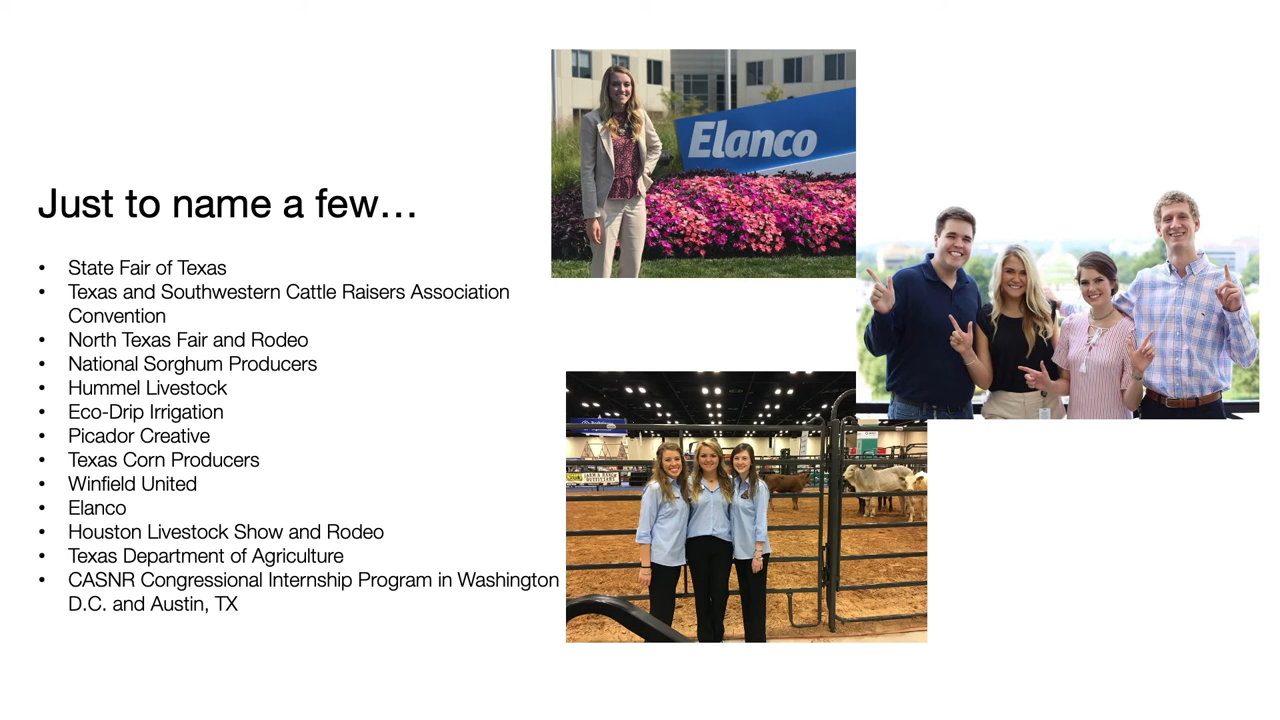 Just to name a few…
• State Fair of Texas
• Texas and Southwestern Cattle Raisers Association
Convention
• North Texas Fair and Rodeo
• National Sorghum Producers
• Hummel Livestock
• Eco-Drip Irrigation
• Picador Creative
• Texas Corn Producers
• Winfield United
• Elanco
• Houston Livestock Show and Rodeo
• Texas Department of Agriculture
• CASNR Congressional Internship Program in Washington
D.C. and Austin, TX
Elanco